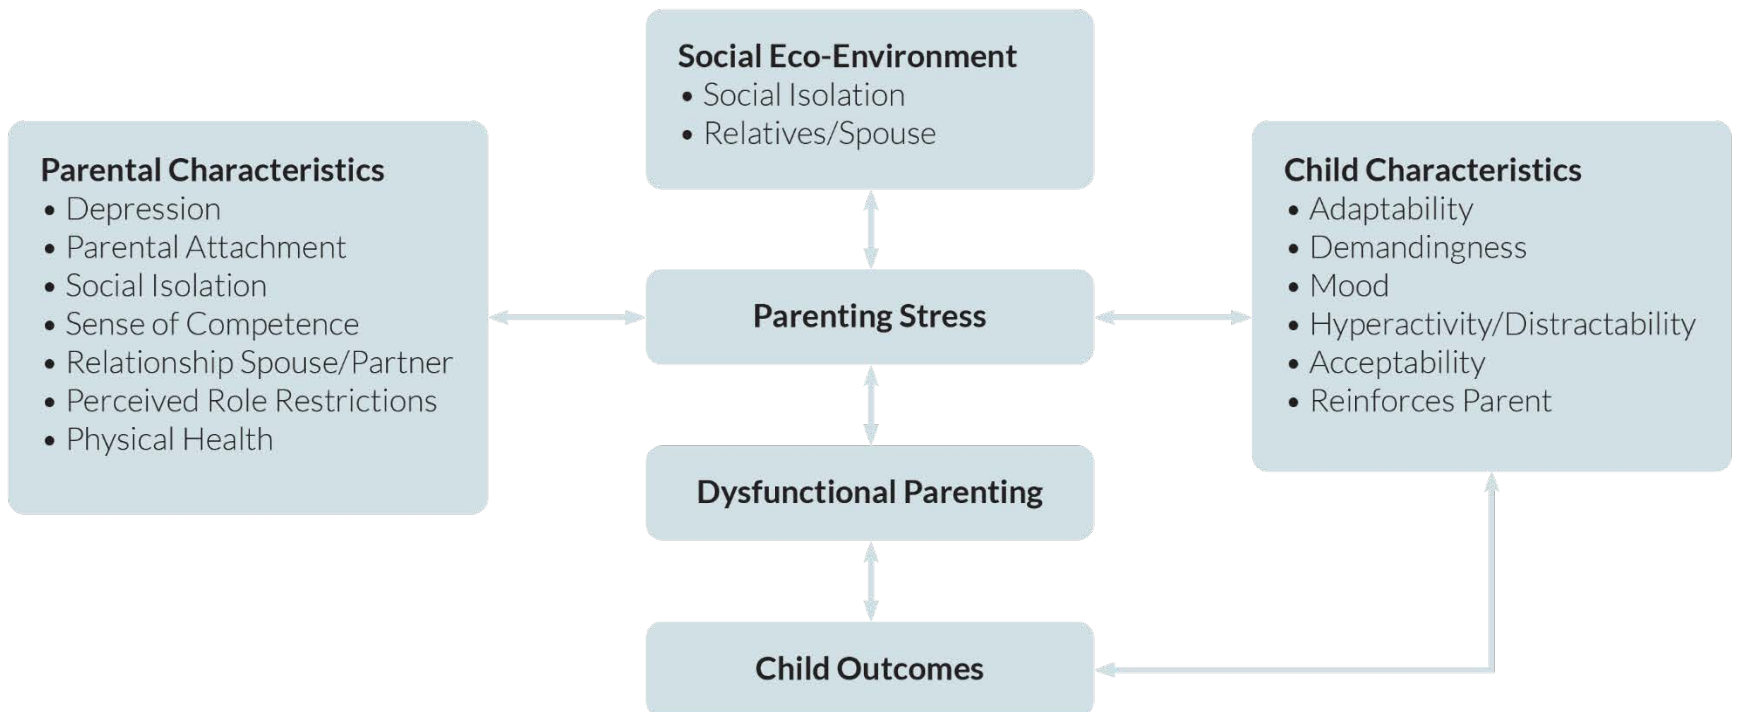 Social Eco-Environment
• Social Isolation
• Relatives/Spouse
Parental Characteristics
• Depression
• Parental Attachment
• Social Isolation
• Sense of Competence
• Relationship Spouse/Partner
• Perceived Role Restrictions
• Physical Health
Parenting Stress
Child Characteristics
• Adaptability
• Demandingness
• Mood
• Hyperactivity/Distractability
• Acceptability
• Reinforces Parent
Dysfunctional Parenting
Child Outcomes